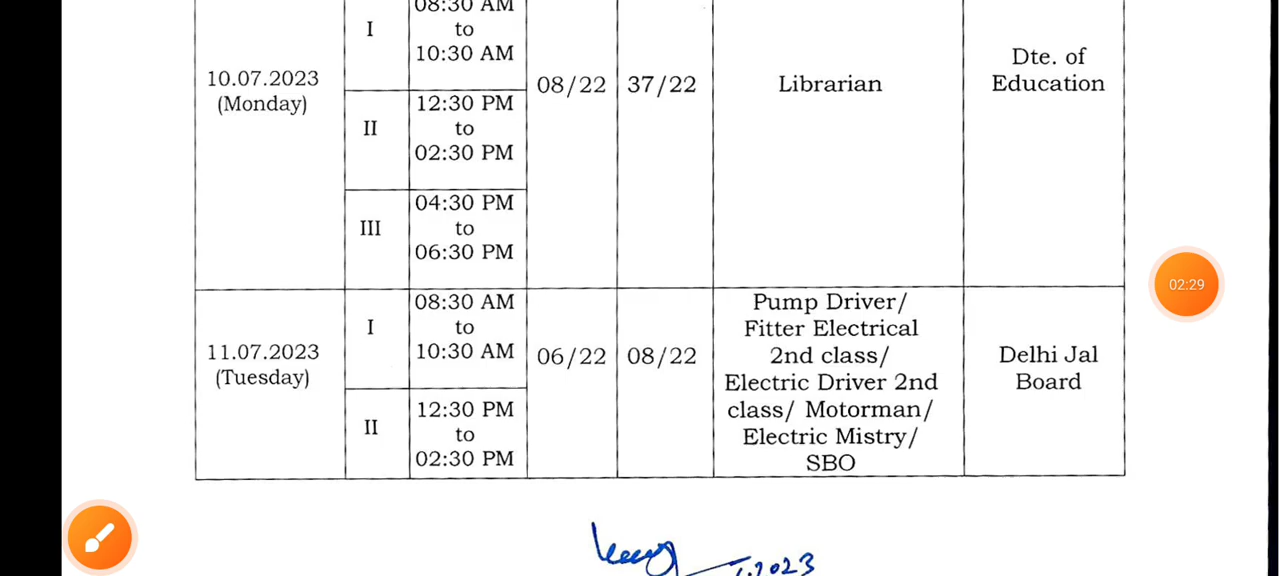 08:30 AM
to
10:30 AM
I
10.07.2023
(Monday)
08/22
37/22
Librarian
Dte. of
Education
12:30 PM
to
02:30 PM
II
04:30 PM
to
06:30 PM
III
08:30 AM
to
10:30 AM
I
11.07.2023
(Tuesday)
06/22
08/22
Pump Driver/
Fitter Electrical
2nd class/
Electric Driver 2nd
class/ Motorman/
Electric Mistry/
SBO
Delhi Jal
Board
12:30 PM
to
02:30 PM
II
02:29
.2023